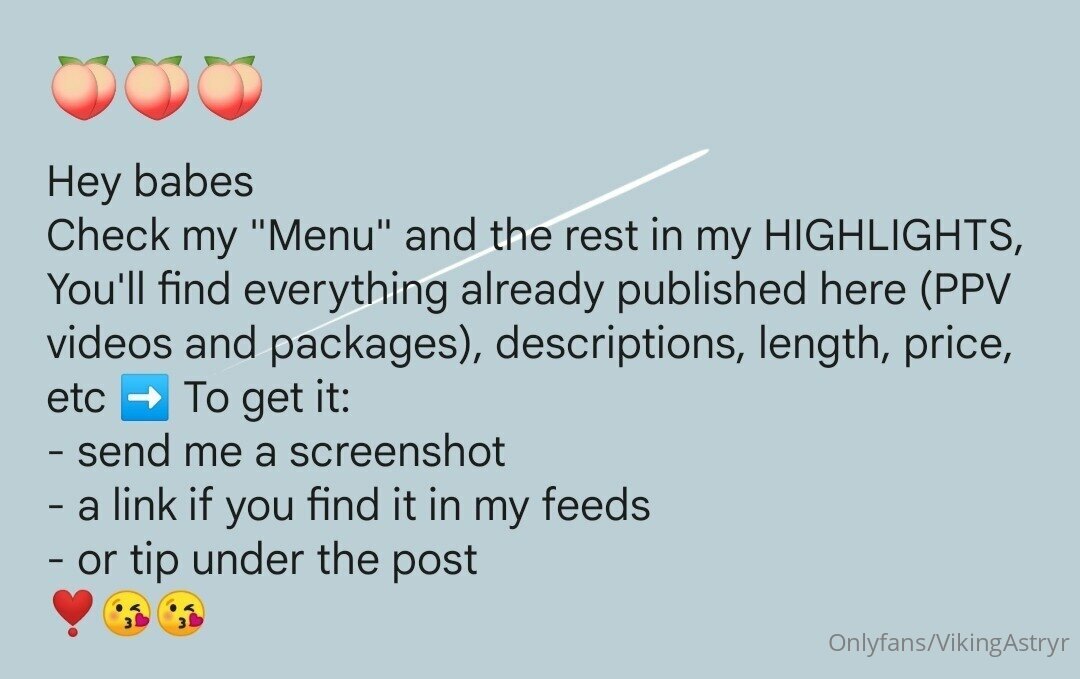 🍑🍑🍑
Hey babes
Check my "Menu" and the rest in my HIGHLIGHTS,
You'll find everything already published here (PPV
videos and packages), descriptions, length, price,
etc ➡️ To get it:
- send me a screenshot
- a link if you find it in my feeds
- or tip under the post
❣️😘😘
Onlyfans/VikingAstryr